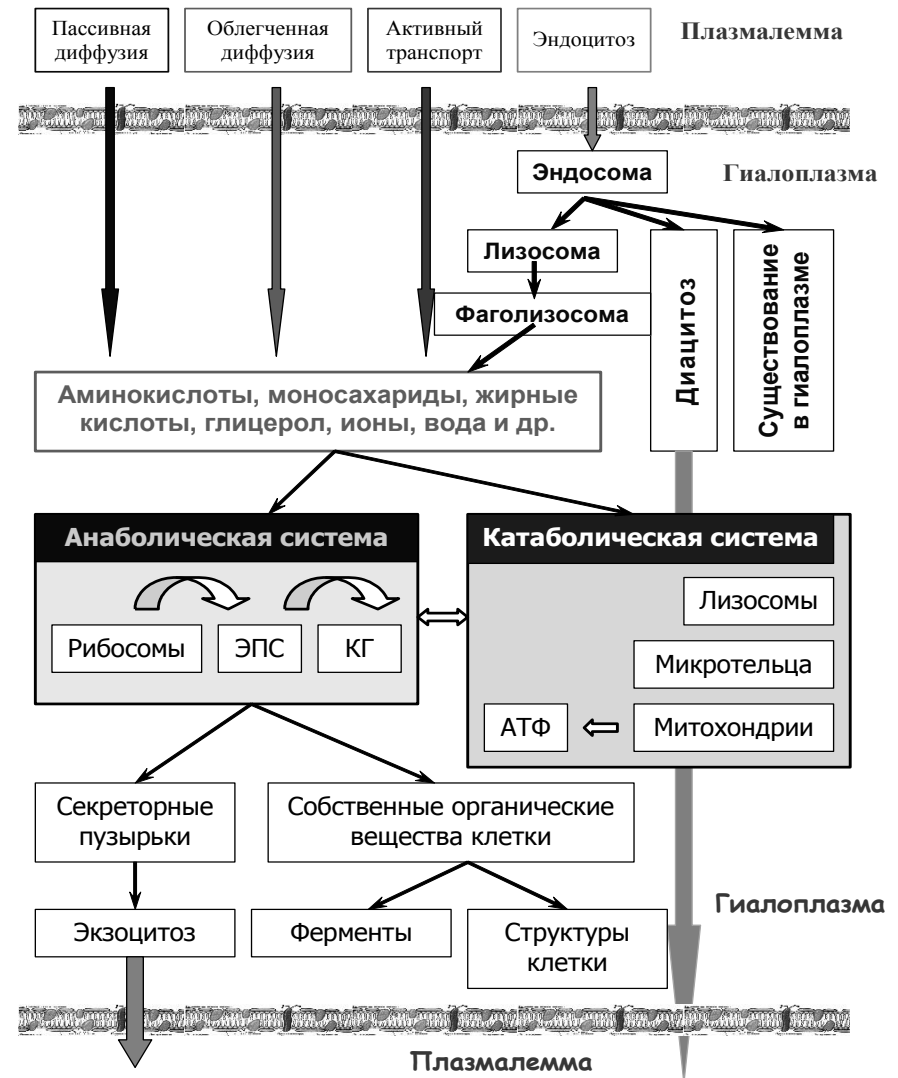 Пассивная
диффузия
Облегченная
диффузия
Активный
транспорт
Эндоцитоз
Плазмалемма
Эндосома
Гиалоплазма
Лизосома
Фаголизосома
Диацитоз
Существование
в гиалоплазме
Аминокислоты, моносахариды, жирные
кислоты, глицерол, ионы, вода и др.
Анаболическая система
Рибосомы
ЭПС
КГ
Катаболическая система
Лизосомы
Микротельца
АТФ
Митохондрии
Секреторные
пузырьки
Собственные органические
вещества клетки
Экзоцитоз
Ферменты
Структуры
клетки
Гиалоплазма
Плазмалемма